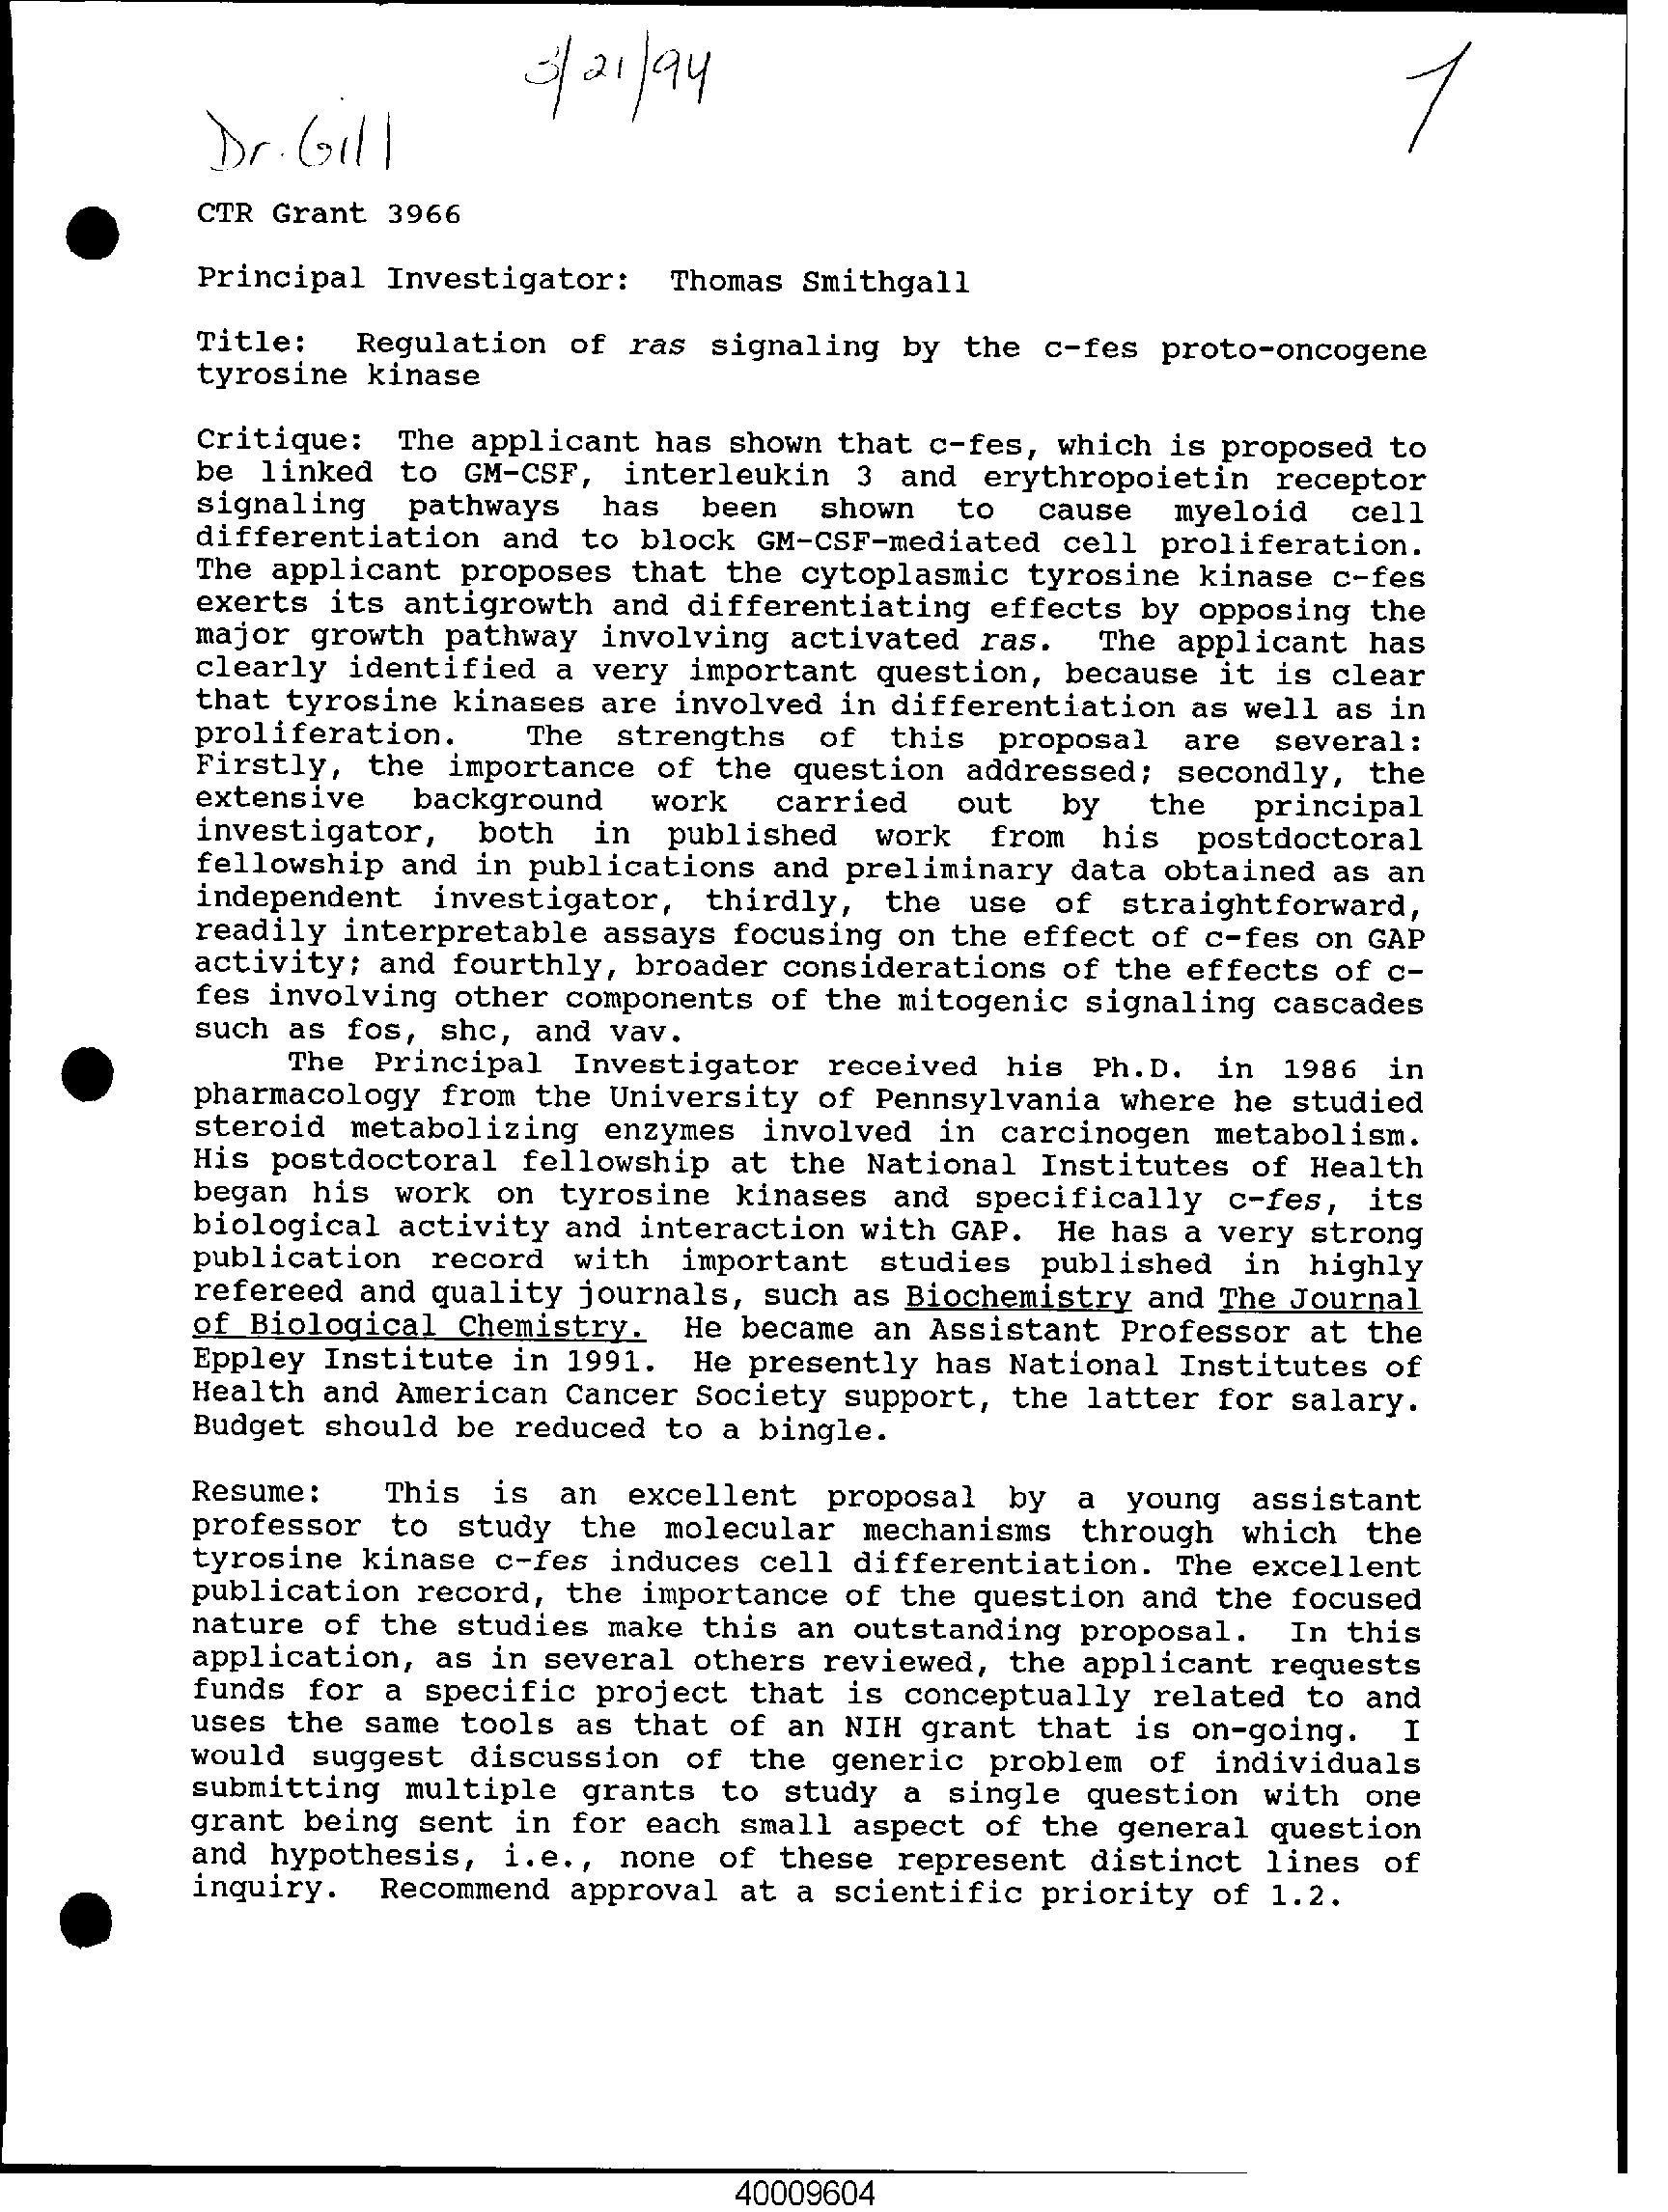 3/21/94
1
Dr. Gill
CTR Grant 3966
Principal Investigator: Thomas Smithgall
Title: Regulation of ras signaling by the c-fes proto-oncogene
tyrosine kinase
Critique: The applicant has shown that c-fes, which is proposed to
be linked to GM-CSF, interleukin 3 and erythropoietin receptor
signaling pathways has been shown to cause myeloid cell
differentiation and to block GM-CSF-mediated cell proliferation.
The applicant proposes that the cytoplasmic tyrosine kinase c-fes
exerts its antigrowth and differentiating effects by opposing the
major growth pathway involving activated ras. The applicant has
clearly identified a very important question, because it is clear
that tyrosine kinases are involved in differentiation as well as in
proliferation. The strengths of this proposal are several:
Firstly, the importance of the question addressed; secondly, the
extensive background work carried out by the principal
investigator, both in published work from his postdoctoral
fellowship and in publications and preliminary data obtained as an
independent investigator, thirdly, the use of straightforward,
readily interpretable assays focusing on the effect of c-fes on GAP
activity; and fourthly, broader considerations of the effects of c-
fes involving other components of the mitogenic signaling cascades
such as fos, shc, and vav.
The Principal Investigator received his Ph.D. in 1986 in
pharmacology from the University of Pennsylvania where he studied
steroid metabolizing enzymes involved in carcinogen metabolism.
His postdoctoral fellowship at the National Institutes of Health
began his work on tyrosine kinases and specifically c-fes, its
biological activity and interaction with GAP. He has a very strong
publication record with important studies published in highly
refereed and quality journals, such as Biochemistry and The Journal
of Biological Chemistry. He became an Assistant Professor at the
Eppley Institute in 1991. He presently has National Institutes of
Health and American Cancer Society support, the latter for salary.
Budget should be reduced to a bingle.
Resume: This is an excellent proposal by a young assistant
professor to study the molecular mechanisms through which the
tyrosine kinase c-fes induces cell differentiation. The excellent
publication record, the importance of the question and the focused
nature of the studies make this an outstanding proposal. In this
application, as in several others reviewed, the applicant requests
funds for a specific project that is conceptually related to and
uses the same tools as that of an NIH grant that is on-going. I
would suggest discussion of the generic problem of individuals
submitting multiple grants to study a single question with one
grant being sent in for each small aspect of the general question
and hypothesis, i.e., none of these represent distinct lines of
inquiry. Recommend approval at a scientific priority of 1.2.
40009604